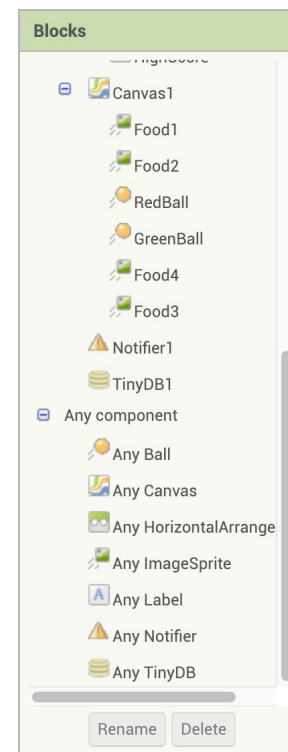 Blocks
HighScore
Canvas1
Food1
Food2
RedBall
GreenBall
Food4
Food3
Notifier1
TinyDB1
Any component
Any Ball
Any Canvas
Any HorizontalArrange
Any ImageSprite
A Any Label
Any Notifier
Any TinyDB
Rename Delete